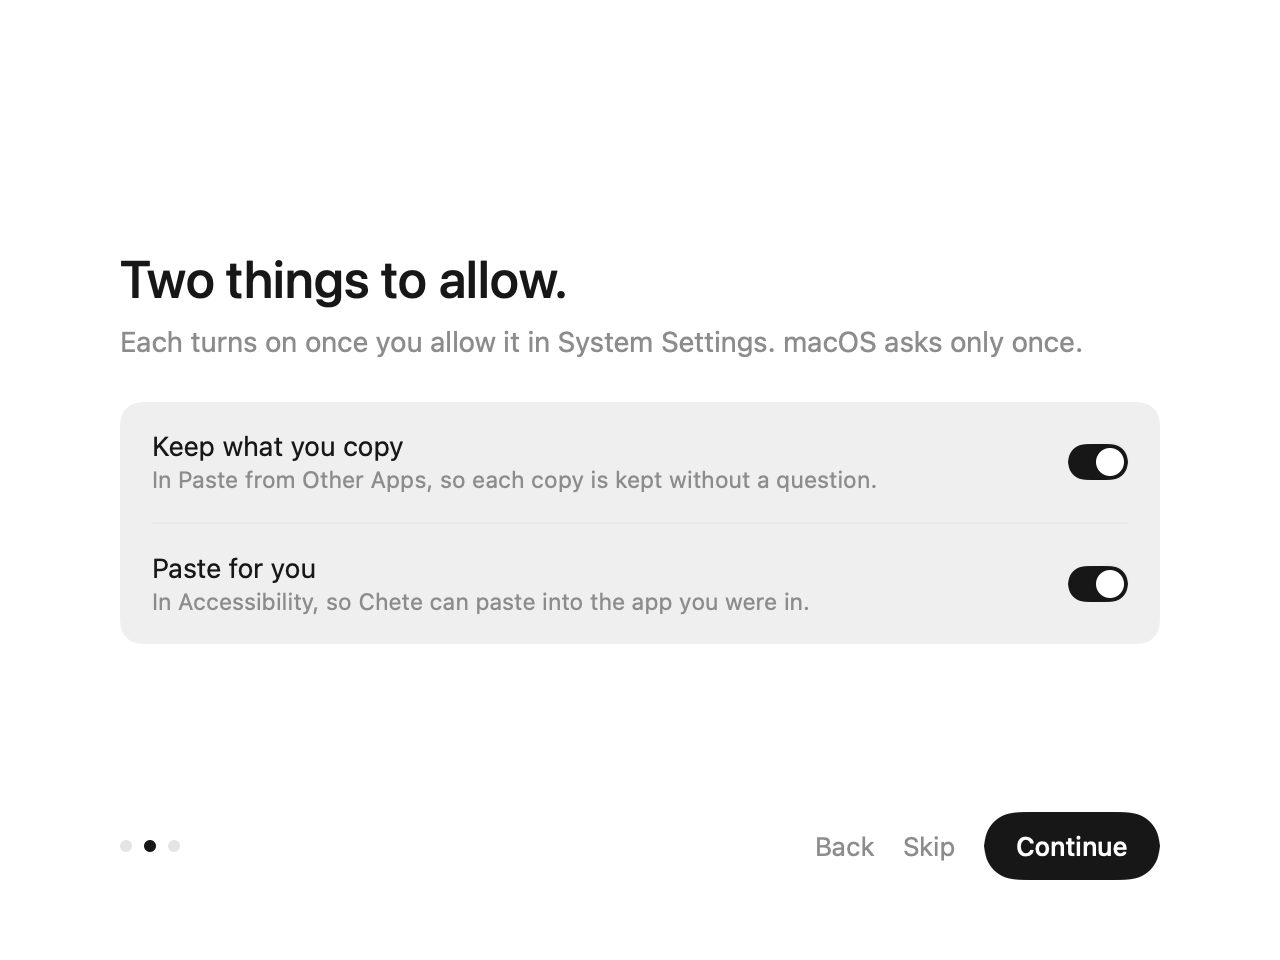 Two things to allow.
Each turns on once you allow it in System Settings. macOS asks only once.
Keep what you copy
In Paste from Other Apps, so each copy is kept without a question.
Paste for you
In Accessibility, so Chete can paste into the app you were in.
Back
Skip
Continue